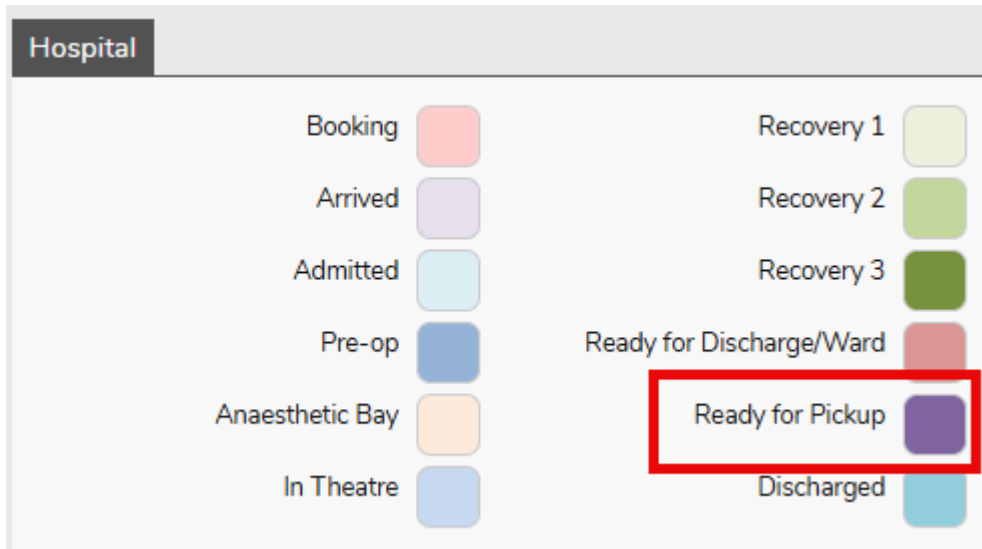 Hospital
Booking
Arrived
Admitted
Pre-op
Anaesthetic Bay
In Theatre
Recovery 1
Recovery 2
Recovery 3
Ready for Discharge/Ward
Ready for Pickup
Discharged